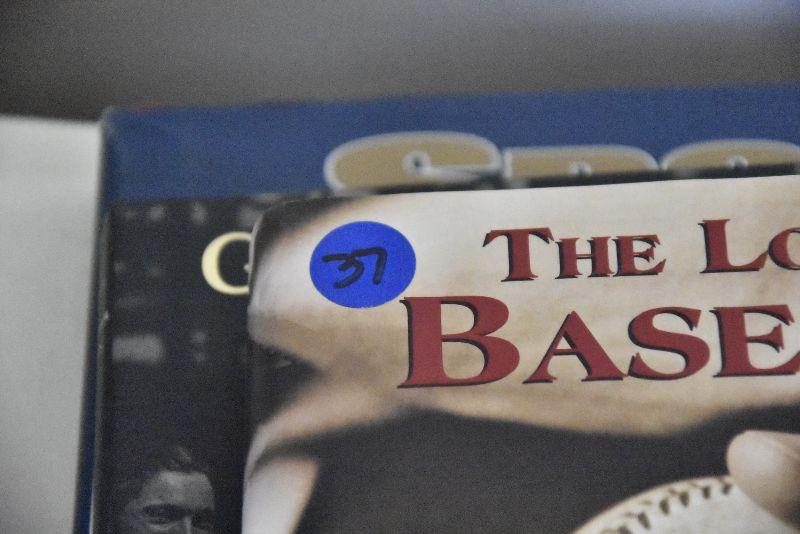 G
37
THE LO
BASE